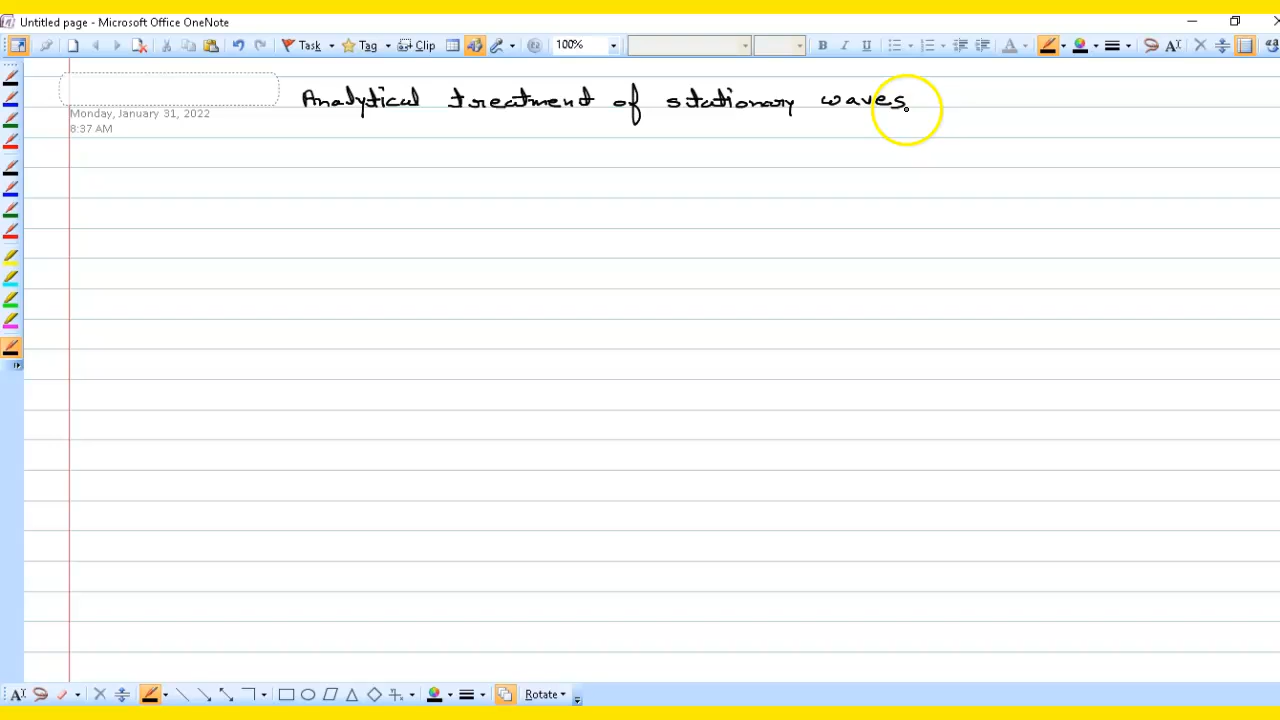 Untitled page - Microsoft Office OneNote
Task Tag Clip 100% B I U A
Analytical treatment of stationary waves.
Monday, January 31, 2022
8:37 AM
Rotate